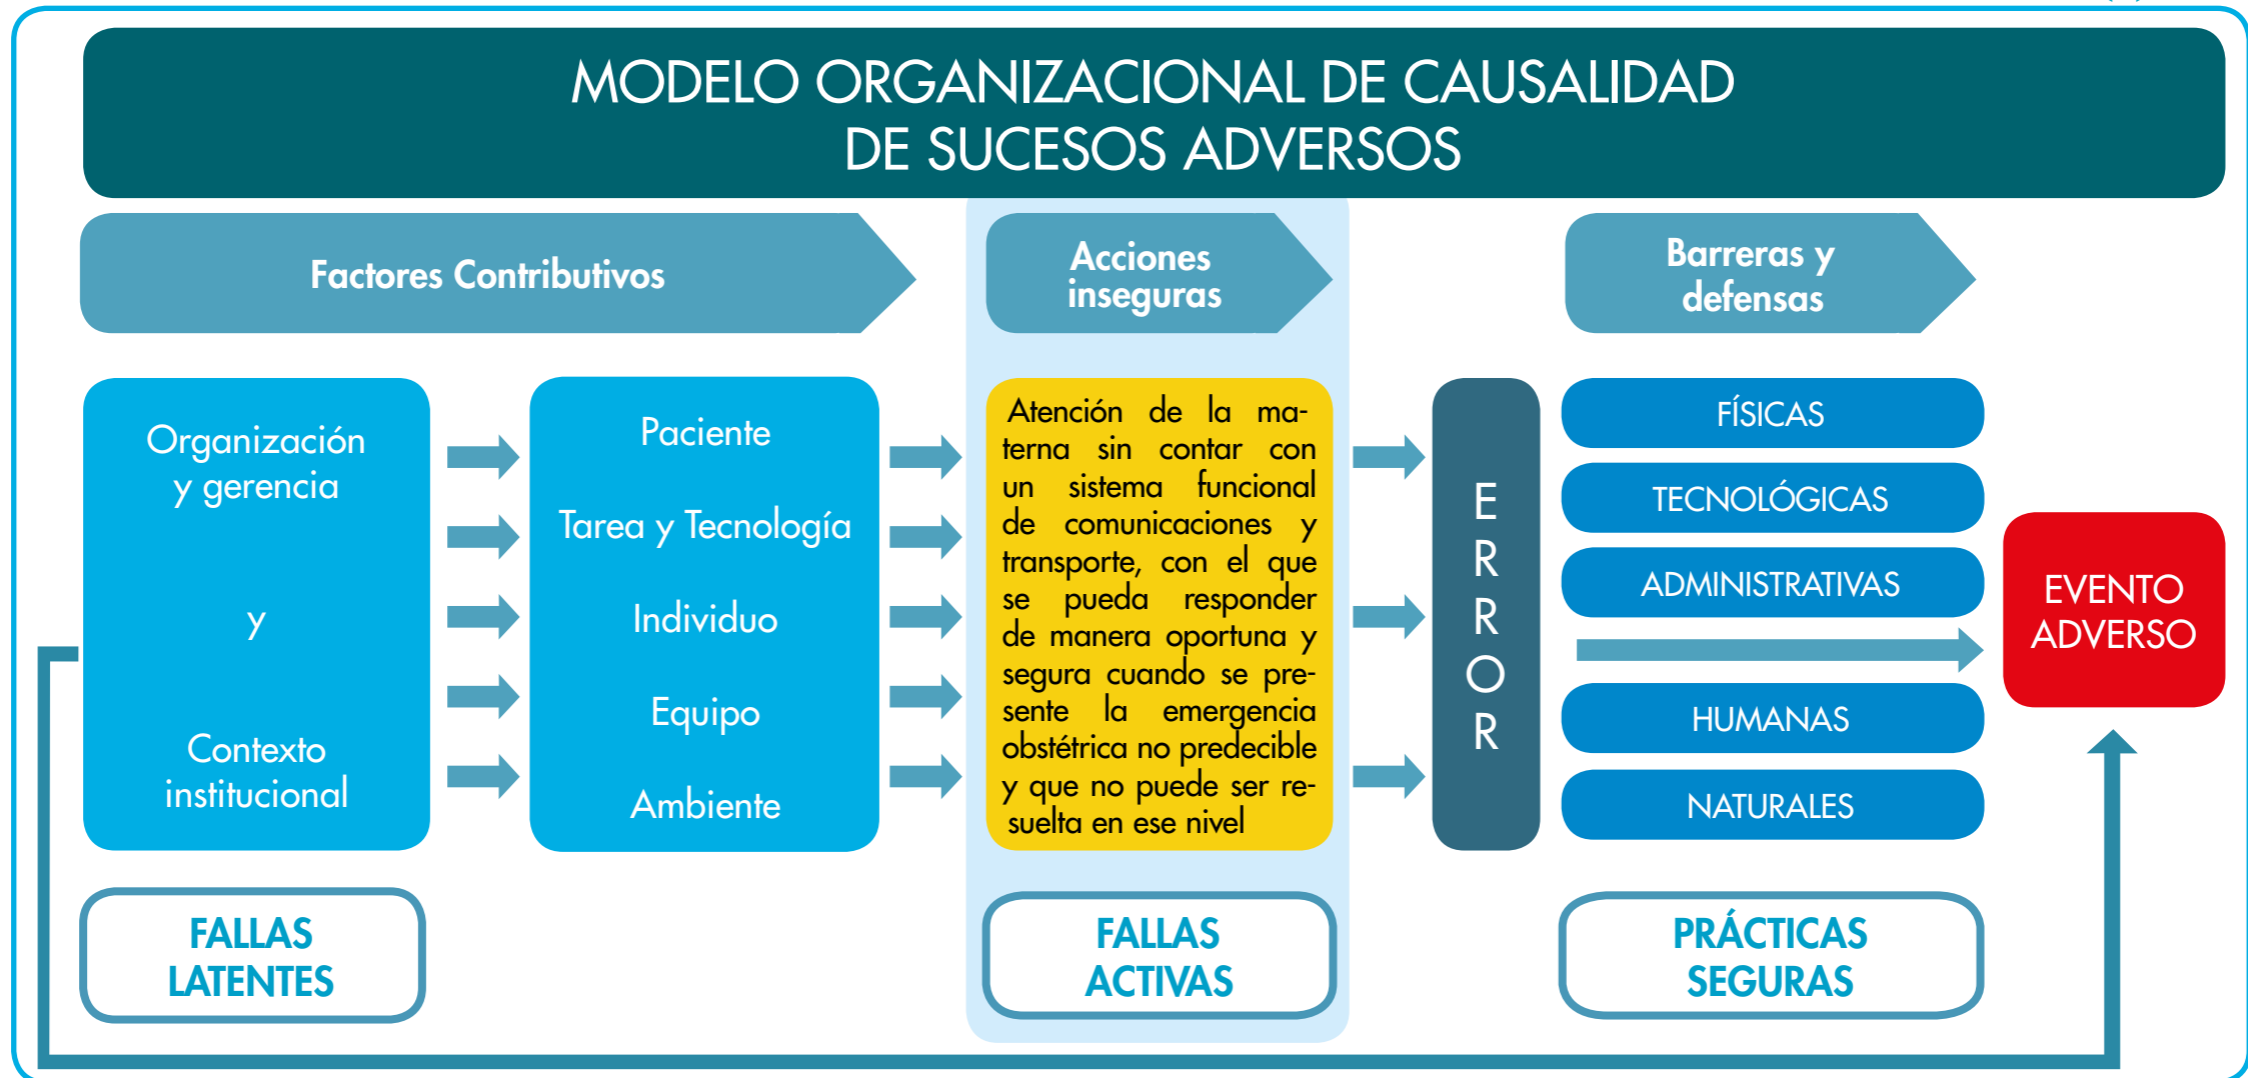 MODELO ORGANIZACIONAL DE CAUSALIDAD
DE SUCESOS ADVERSOS
Factores Contributivos
Acciones
inseguras
Barreras y
defensas
Organización
y gerencia
y
Contexto
institucional
Paciente
Tarea y Tecnología
Individuo
Equipo
Ambiente
Atención de la ma-
terna sin contar con
un sistema funcional
de comunicaciones y
transporte, con el que
se pueda responder
de manera oportuna y
segura cuando se pre-
sente la emergencia
obstétrica no predecible
y que no puede ser re-
suelta en ese nivel
E
R
R
O
R
FÍSICAS
TECNOLÓGICAS
ADMINISTRATIVAS
HUMANAS
NATURALES
EVENTO
ADVERSO
FALLAS
LATENTES
FALLAS
ACTIVAS
PRÁCTICAS
SEGURAS